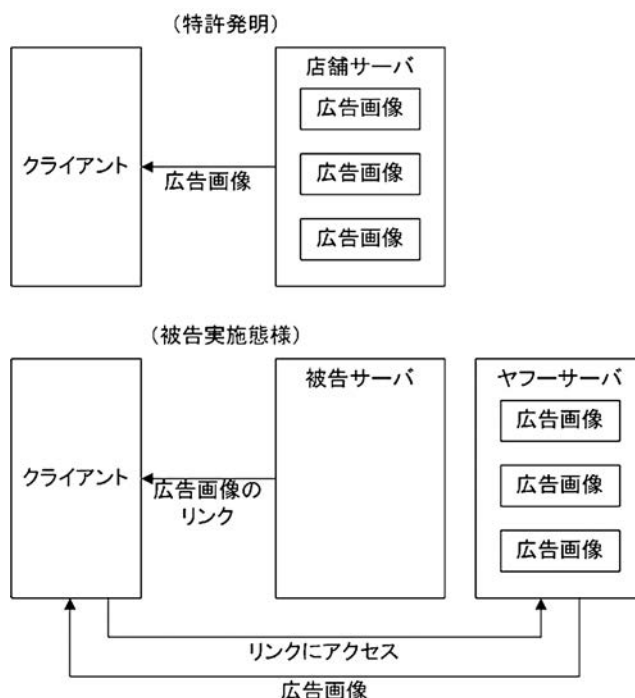 （特許発明）
店舗サーバ
広告画像
クライアント
広告画像
広告画像
広告画像
（被告実施態様）
被告サーバ
ヤフーサーバ
広告画像
クライアント
広告画像の
リンク
広告画像
広告画像
リンクにアクセス
広告画像